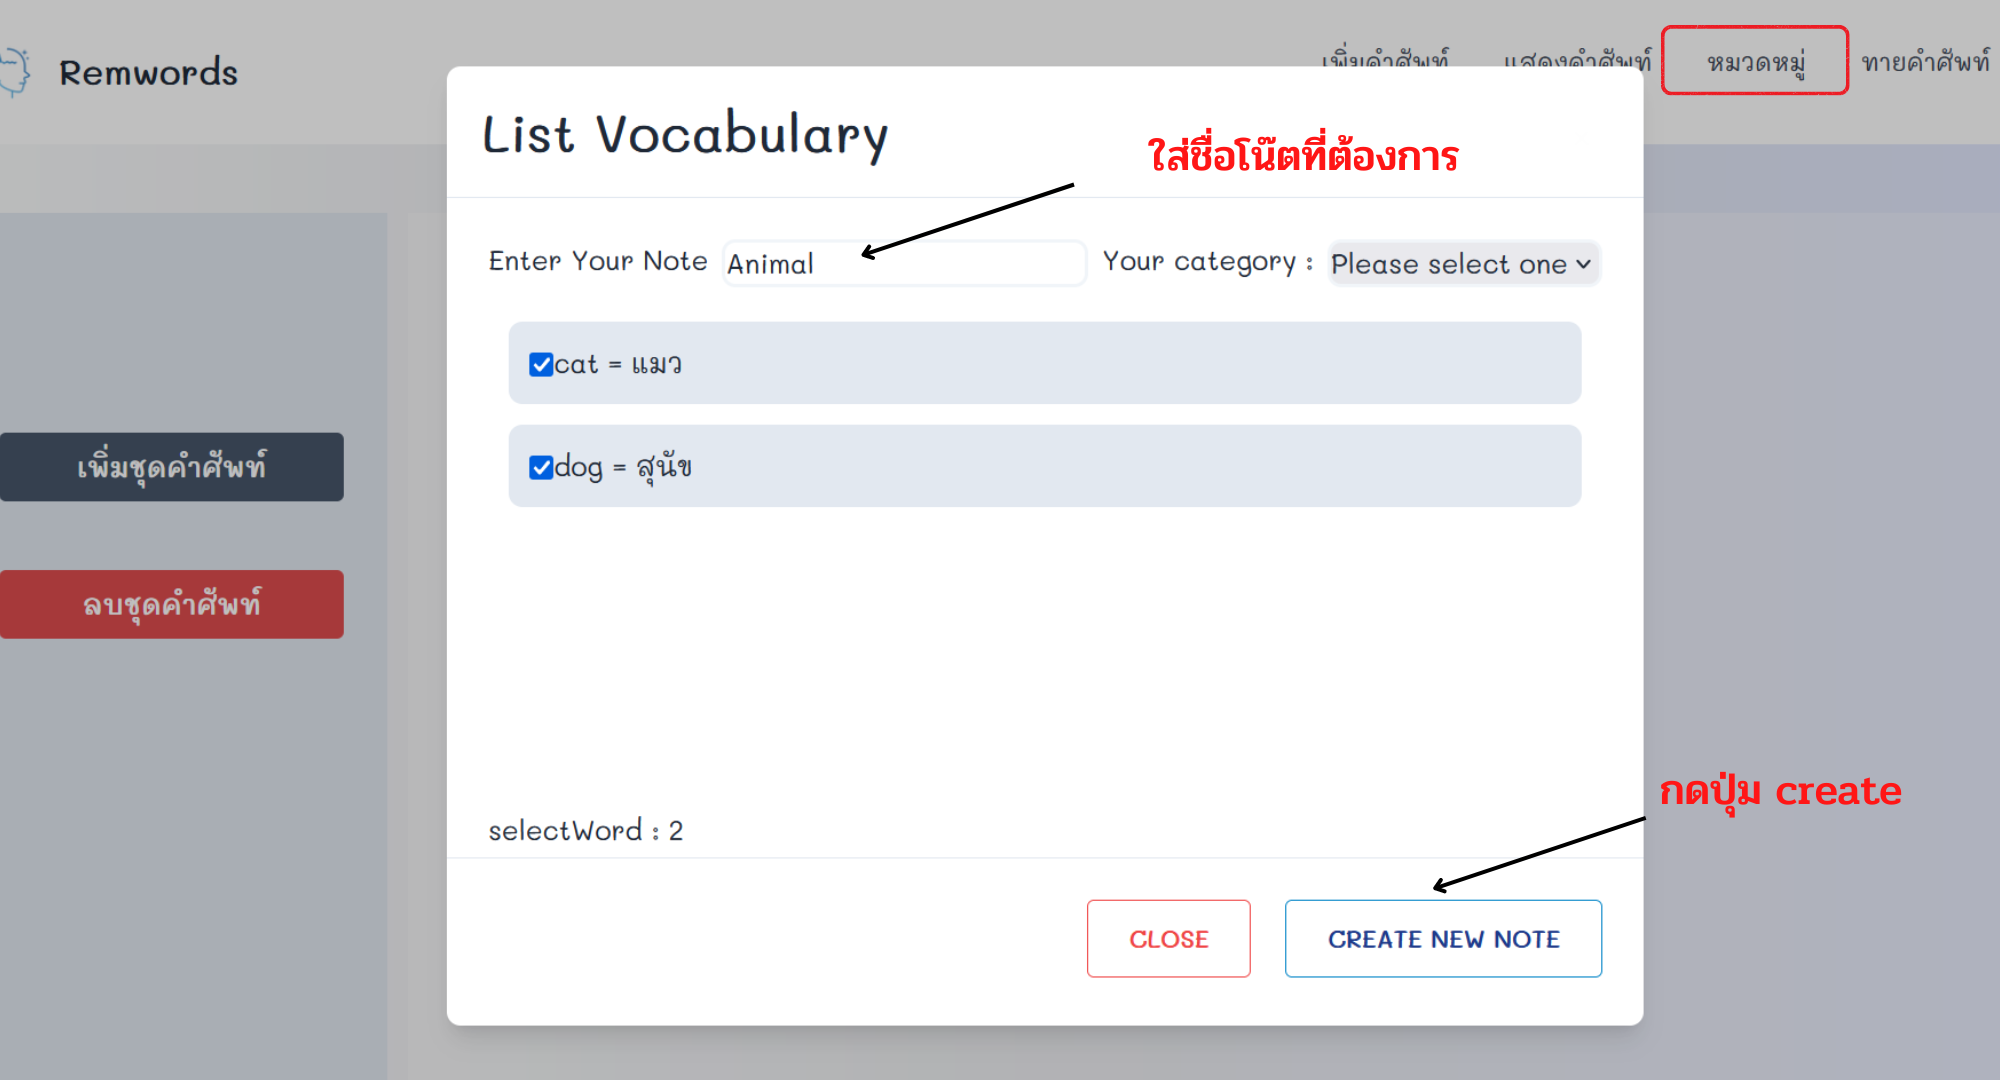 Remwords
เพิ่มคำศัพท์
แสดงคำศัพท์
หมวดหมู่
ทายคำศัพท์
List Vocabulary
ใส่ชื่อโน๊ตที่ต้องการ
Enter Your Note Animal Your category : Please select one
cat = แมว
dog = สุนัข
เพิ่มชุดคำศัพท์
ลบชุดคำศัพท์
กดปุ่ม create
selectWord : 2
CLOSE
CREATE NEW NOTE